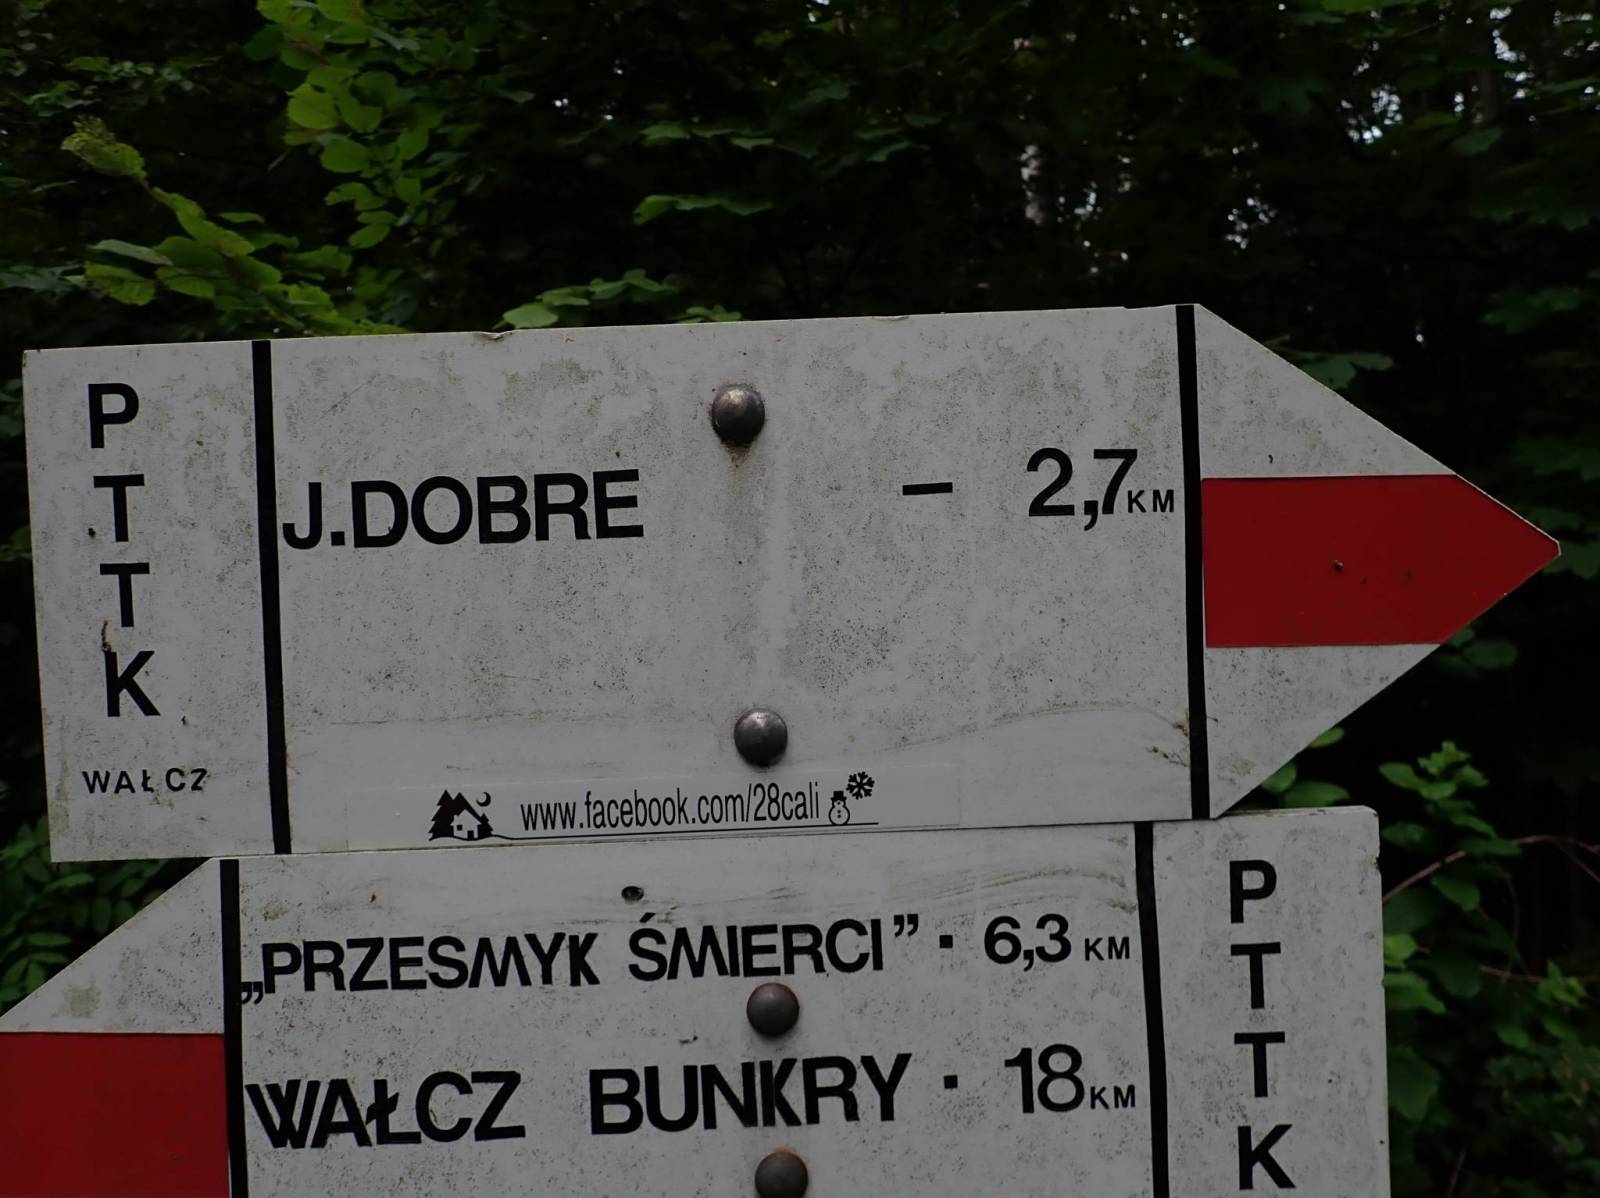 PTTK
WAŁCZ
J.DOBRE – 2,7KM
www.facebook.com/28cali
„PRZESMYK ŚMIERCI” · 6,3 KM
WAŁCZ BUNKRY · 18KM
PTTK